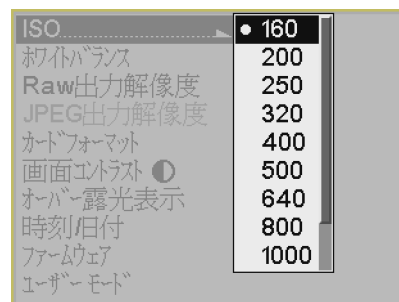 ISO
ホワイトバランス
Raw出力解像度
JPEG出力解像度
カードフォーマット
画面コントラスト
オーバー露光表示
時刻/日付
ファームウェア
ユーザーモード
160
200
250
320
400
500
640
800
1000